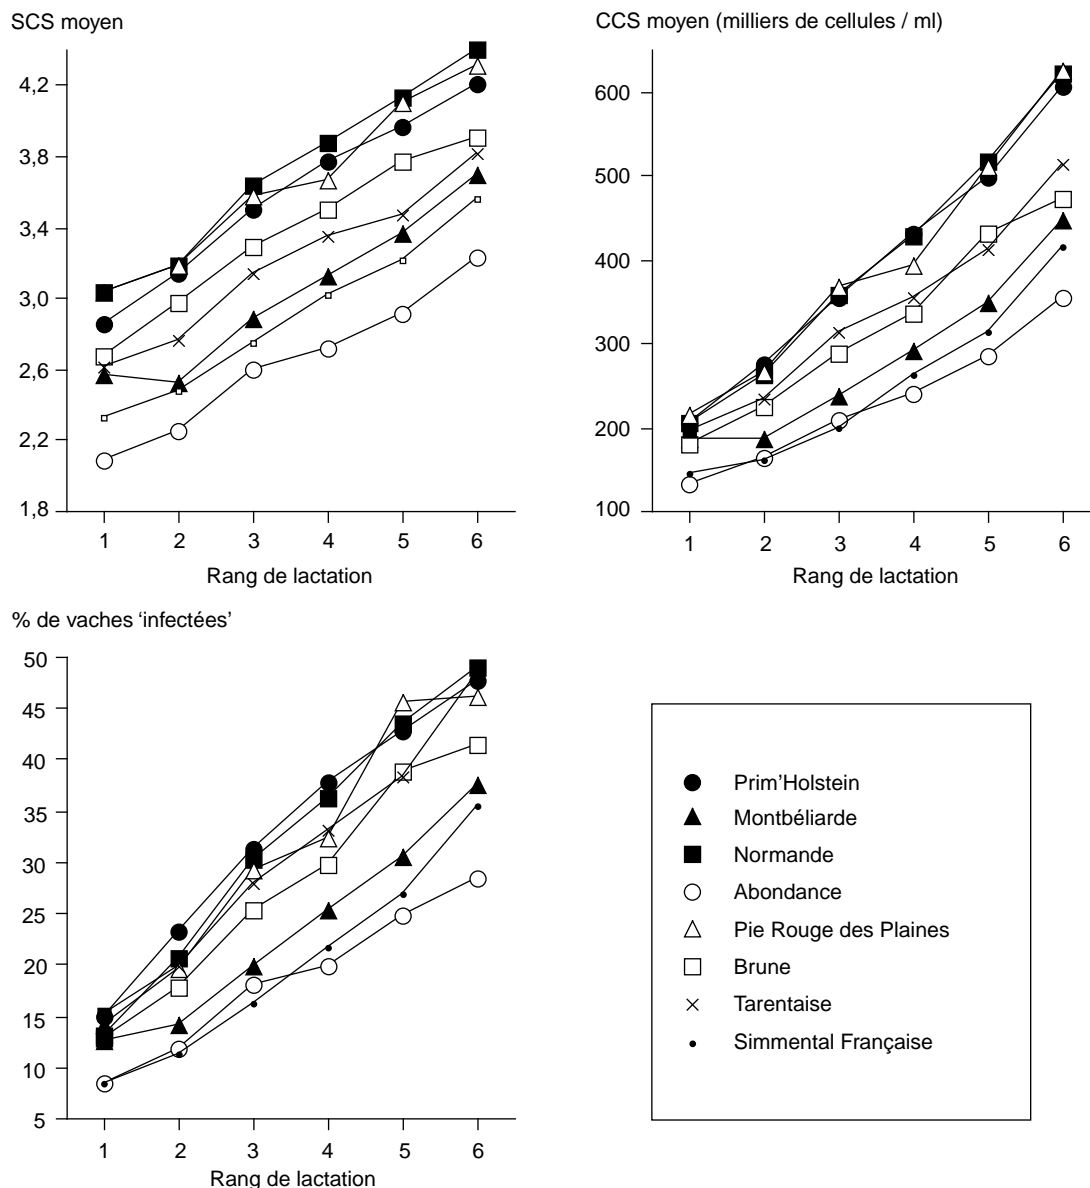 SCS moyen
4,2
3,8
3,4
3,0
2,6
2,2
1,8
1 2 3 4 5 6
Rang de lactation
CCS moyen (milliers de cellules / ml)
600
500
400
300
200
100
1 2 3 4 5 6
Rang de lactation
% de vaches ‘infectées’
50
45
40
35
30
25
20
15
10
5
1 2 3 4 5 6
Rang de lactation
Prim'Holstein
Montbéliarde
Normande
Abondance
Pie Rouge des Plaines
Brune
Tarentaise
Simmental Française